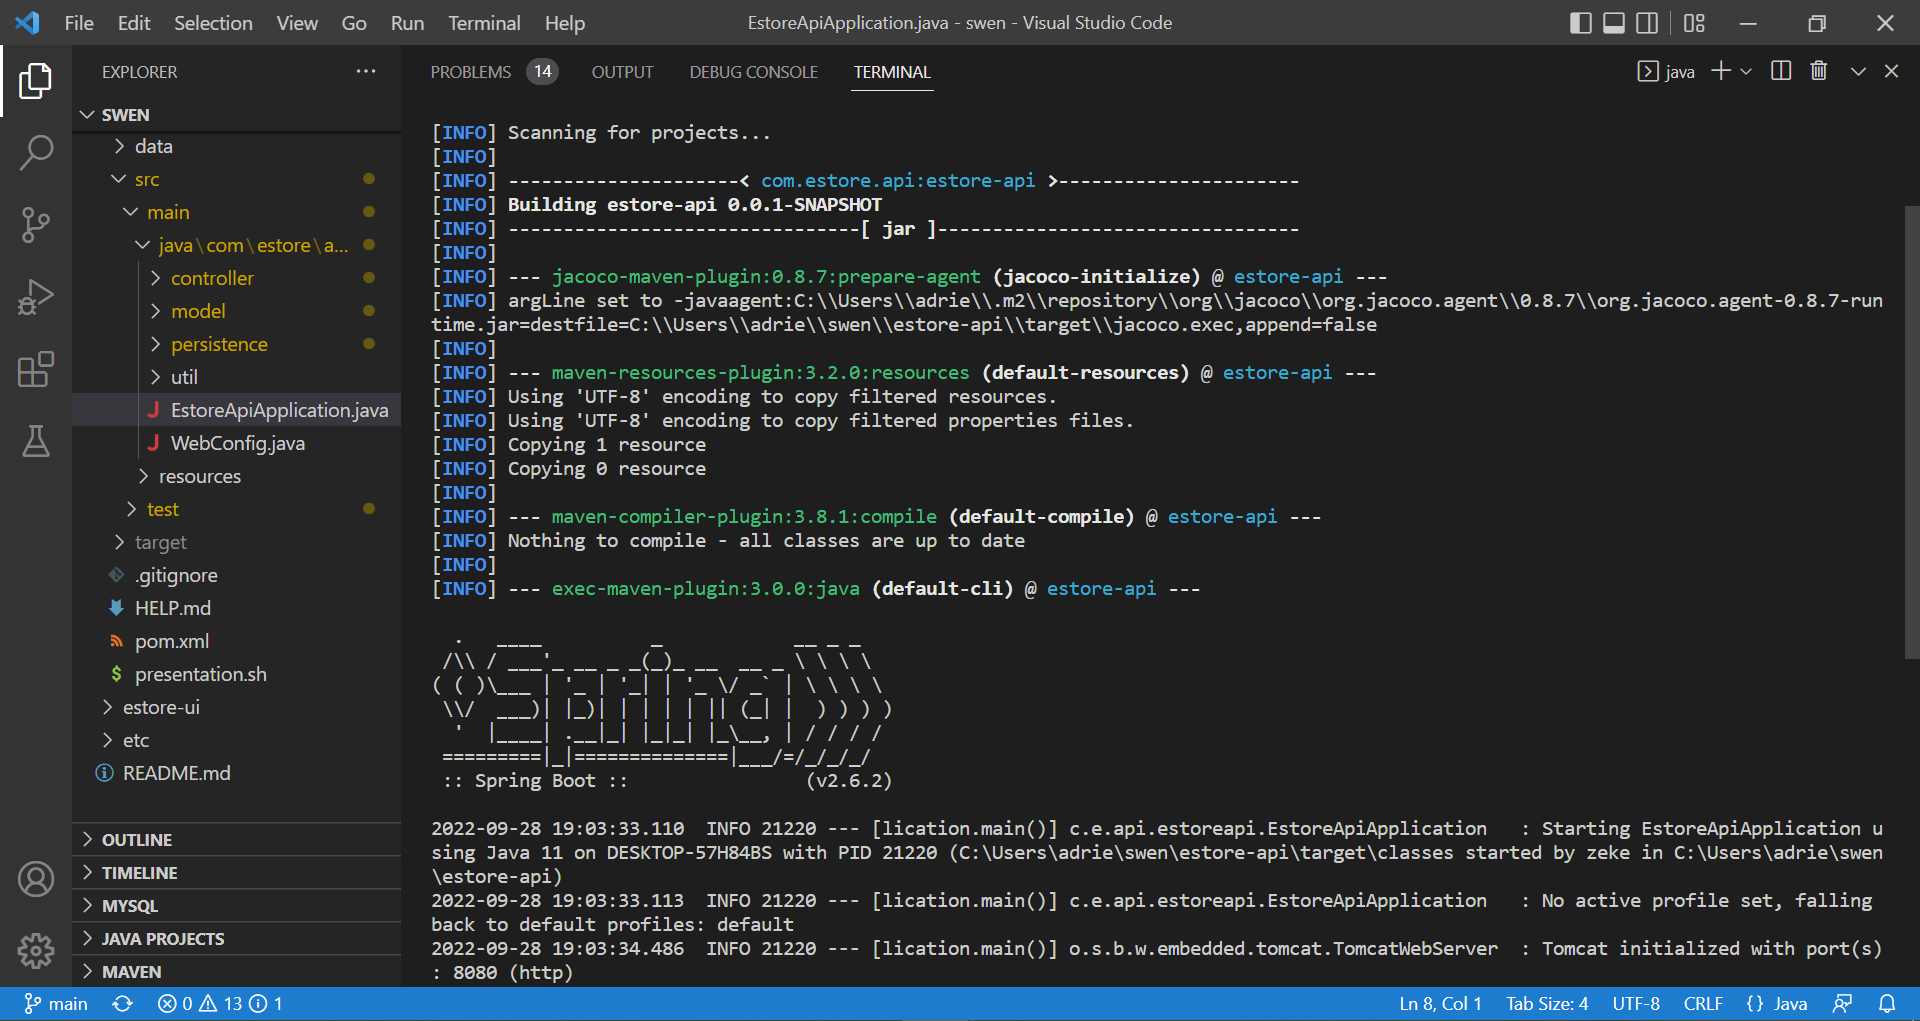 File Edit Selection View Go Run Terminal Help
EstoreApiApplication.java - swen - Visual Studio Code
EXPLORER
SWEN
data
src
main
java\com\estore\a...
controller
model
persistence
util
J EstoreApiApplication.java
J WebConfig.java
resources
test
target
.gitignore
HELP.md
pom.xml
$ presentation.sh
estore-ui
etc
README.md
OUTLINE
TIMELINE
MYSQL
JAVA PROJECTS
MAVEN
PROBLEMS 14 OUTPUT DEBUG CONSOLE TERMINAL
java
[INFO] Scanning for projects...
[INFO]
[INFO] ---------------------< com.estore.api:estore-api >----------------------
[INFO] Building estore-api 0.0.1-SNAPSHOT
[INFO] --------------------------------[ jar ]---------------------------------
[INFO]
[INFO] --- jacoco-maven-plugin:0.8.7:prepare-agent (jacoco-initialize) @ estore-api ---
[INFO] argLine set to -javaagent:C:\\Users\\adrie\\.m2\\repository\\org\\jacoco\\org.jacoco.agent\\0.8.7\\org.jacoco.agent-0.8.7-run
time.jar=destfile=C:\\Users\\adrie\\swen\\estore-api\\target\\jacoco.exec,append=false
[INFO]
[INFO] --- maven-resources-plugin:3.2.0:resources (default-resources) @ estore-api ---
[INFO] Using 'UTF-8' encoding to copy filtered resources.
[INFO] Using 'UTF-8' encoding to copy filtered properties files.
[INFO] Copying 1 resource
[INFO] Copying 0 resource
[INFO]
[INFO] --- maven-compiler-plugin:3.8.1:compile (default-compile) @ estore-api ---
[INFO] Nothing to compile - all classes are up to date
[INFO]
[INFO] --- exec-maven-plugin:3.0.0:java (default-cli) @ estore-api ---
  .   ____          _            __ _ _
 /\\ / ___'_ __ _ _(_)_ __  __ _ \ \ \ \
( ( )\___ | '_ | '_| | '_ \/ _` | \ \ \ \
 \\/  ___)| |_)| | | | | || (_| |  ) ) ) )
  '  |____| .__|_| |_|_| |_\__, | / / / /
 =========|_|==============|___/=/_/_/_/
 :: Spring Boot ::                (v2.6.2)
2022-09-28 19:03:33.110  INFO 21220 --- [lication.main()] c.e.api.estoreapi.EstoreApiApplication   : Starting EstoreApiApplication u
sing Java 11 on DESKTOP-57H84BS with PID 21220 (C:\Users\adrie\swen\estore-api\target\classes started by zeke in C:\Users\adrie\swen
\estore-api)
2022-09-28 19:03:33.113  INFO 21220 --- [lication.main()] c.e.api.estoreapi.EstoreApiApplication   : No active profile set, falling
back to default profiles: default
2022-09-28 19:03:34.486  INFO 21220 --- [lication.main()] o.s.b.w.embedded.tomcat.TomcatWebServer  : Tomcat initialized with port(s)
: 8080 (http)
main 0 13 1
Ln 8, Col 1 Tab Size: 4 UTF-8 CRLF {} Java